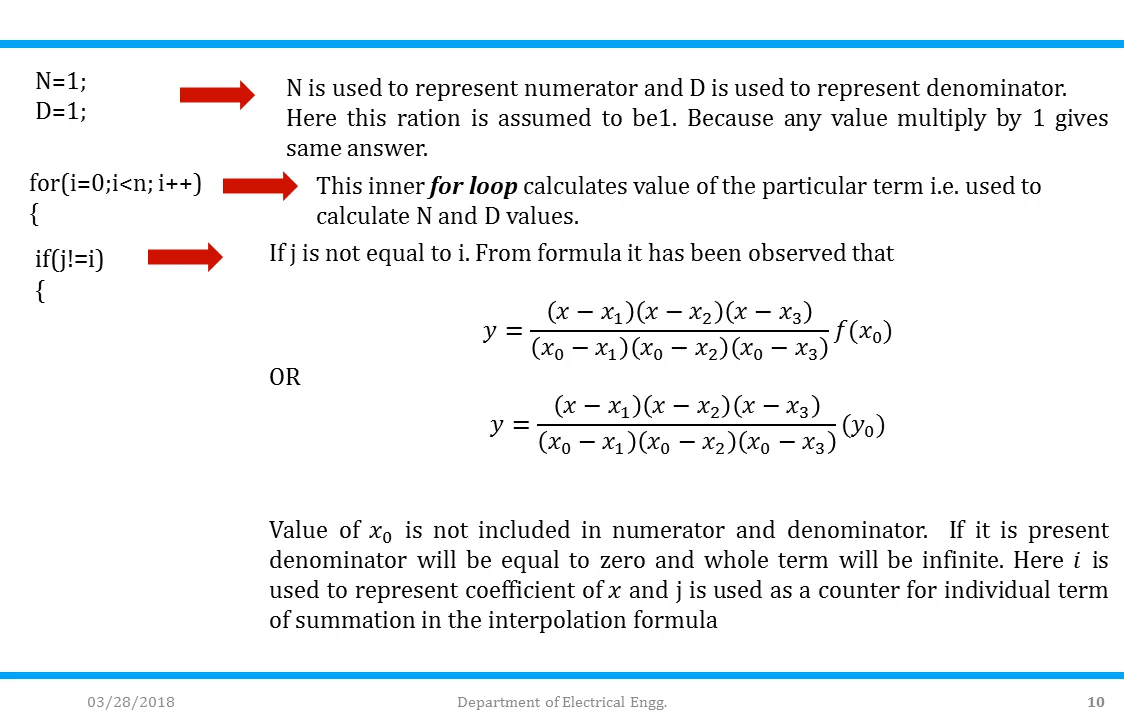 N=1;
D=1;
N is used to represent numerator and D is used to represent denominator.
Here this ration is assumed to be1. Because any value multiply by 1 gives
same answer.
for(i=0;i<n; i++)
{
This inner for loop calculates value of the particular term i.e. used to
calculate N and D values.
if(j!=i)
{
If j is not equal to i. From formula it has been observed that
y = (x − x₁)(x − x₂)(x − x₃) / (x₀ − x₁)(x₀ − x₂)(x₀ − x₃) f(x₀)
OR
y = (x − x₁)(x − x₂)(x − x₃) / (x₀ − x₁)(x₀ − x₂)(x₀ − x₃) (y₀)
Value of x₀ is not included in numerator and denominator. If it is present
denominator will be equal to zero and whole term will be infinite. Here i is
used to represent coefficient of x and j is used as a counter for individual term
of summation in the interpolation formula
03/28/2018
Department of Electrical Engg.
10